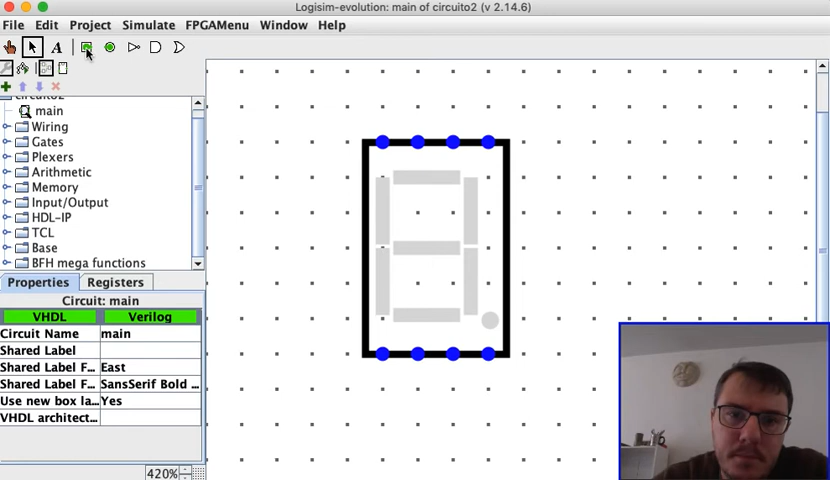 Logisim-evolution: main of circuito2 (v 2.14.6)
File Edit Project Simulate FPGAMenu Window Help
A
circuito2
main
Wiring
Gates
Plexers
Arithmetic
Memory
Input/Output
HDL-IP
TCL
Base
BFH mega functions
Properties Registers
Circuit: main
VHDL Verilog
Circuit Name main
Shared Label
Shared Label F... East
Shared Label F... SansSerif Bold ...
Use new box la... Yes
VHDL architect...
420%